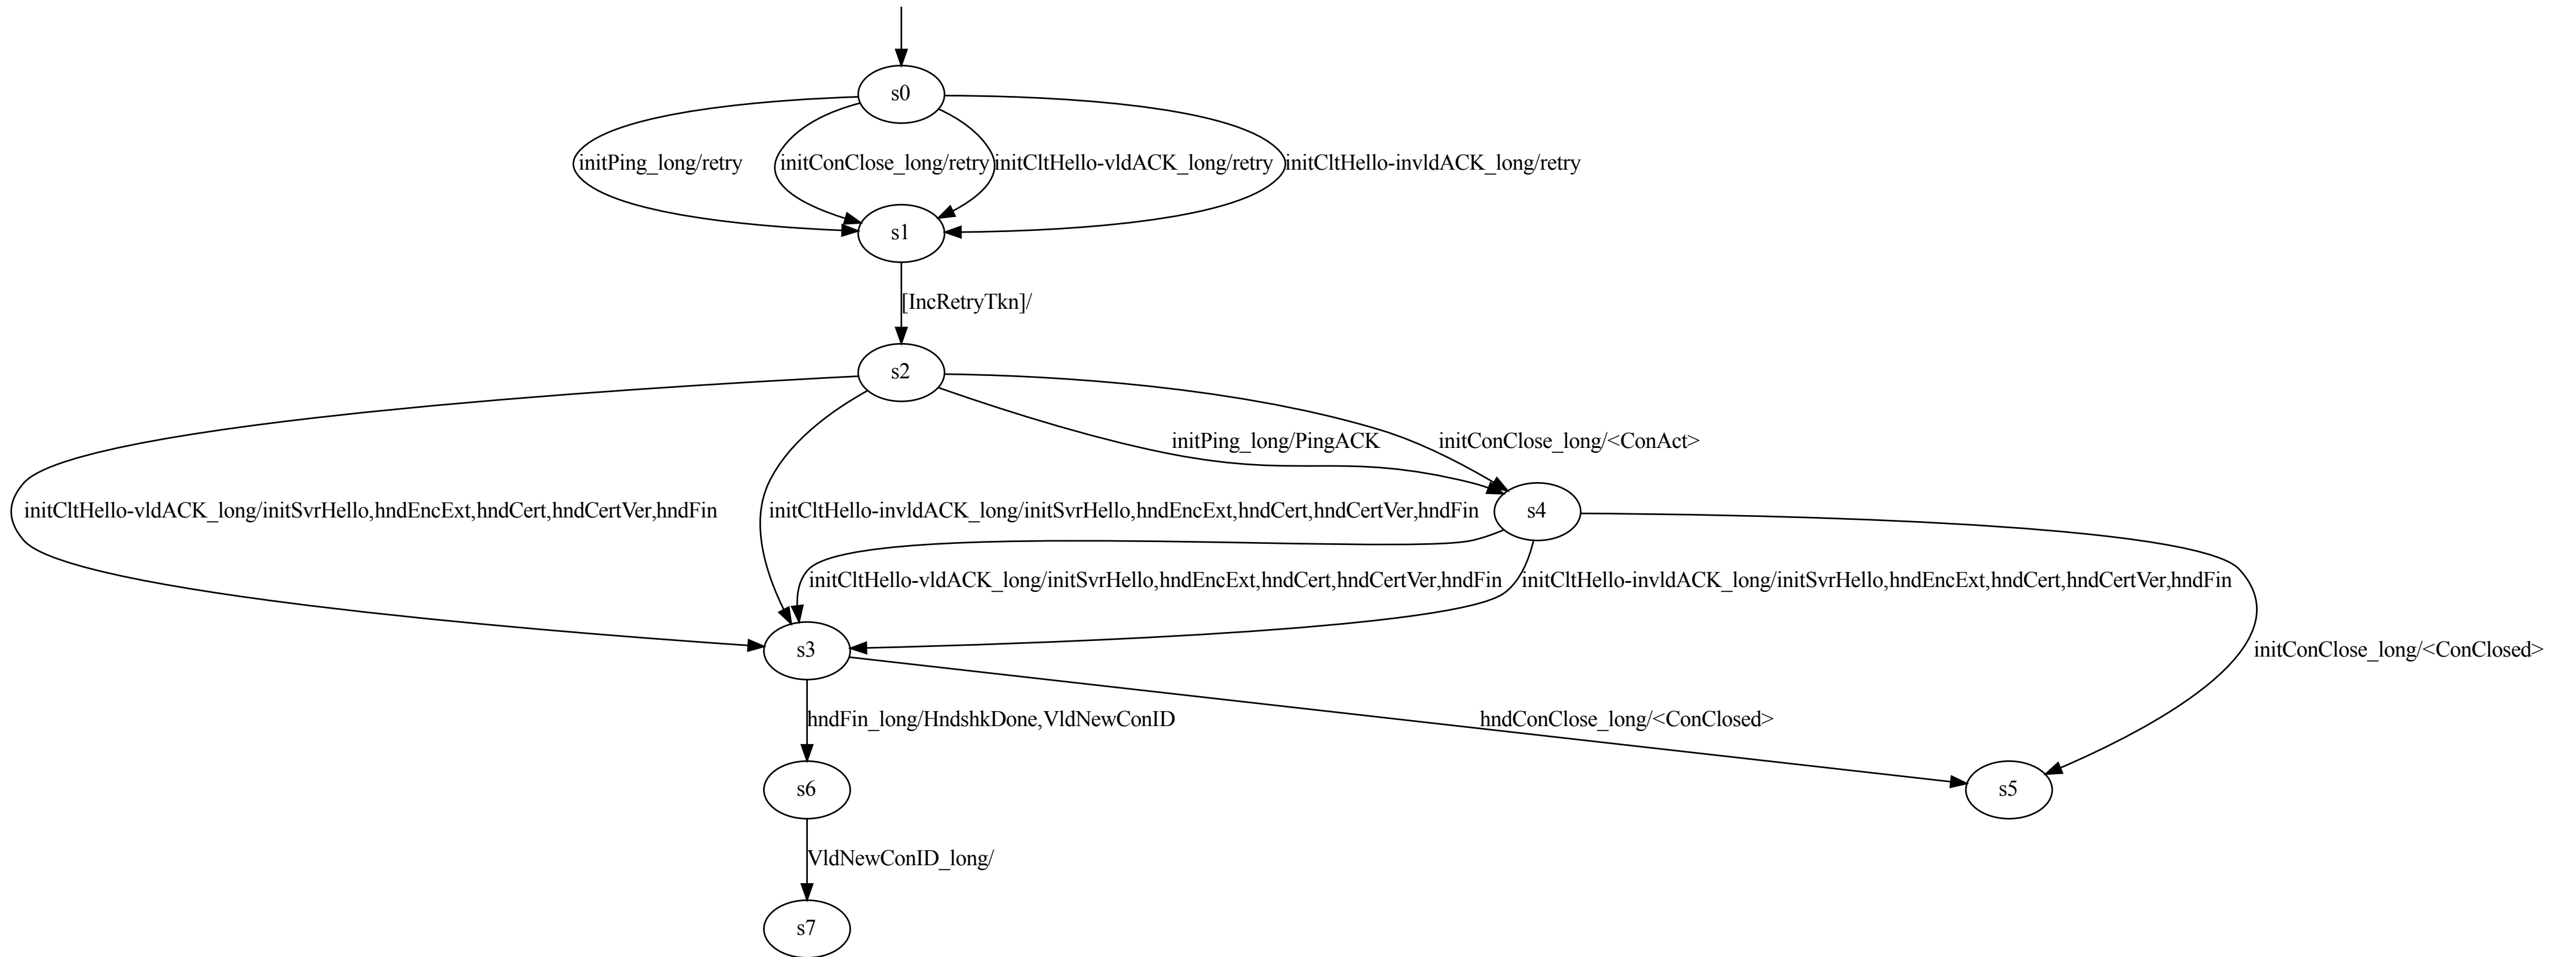 s0
initPing_long/retry
initConClose_long/retry
initCltHello-vldACK_long/retry
initCltHello-invldACK_long/retry
s1
[IncRetryTkn]/
s2
initPing_long/PingACK
initConClose_long/<ConAct>
initCltHello-vldACK_long/initSvrHello,hndEncExt,hndCert,hndCertVer,hndFin
initCltHello-invldACK_long/initSvrHello,hndEncExt,hndCert,hndCertVer,hndFin
s4
initCltHello-vldACK_long/initSvrHello,hndEncExt,hndCert,hndCertVer,hndFin
initCltHello-invldACK_long/initSvrHello,hndEncExt,hndCert,hndCertVer,hndFin
s3
initConClose_long/<ConClosed>
hndFin_long/HndshkDone,VldNewConID
hndConClose_long/<ConClosed>
s6
s5
VldNewConID_long/
s7